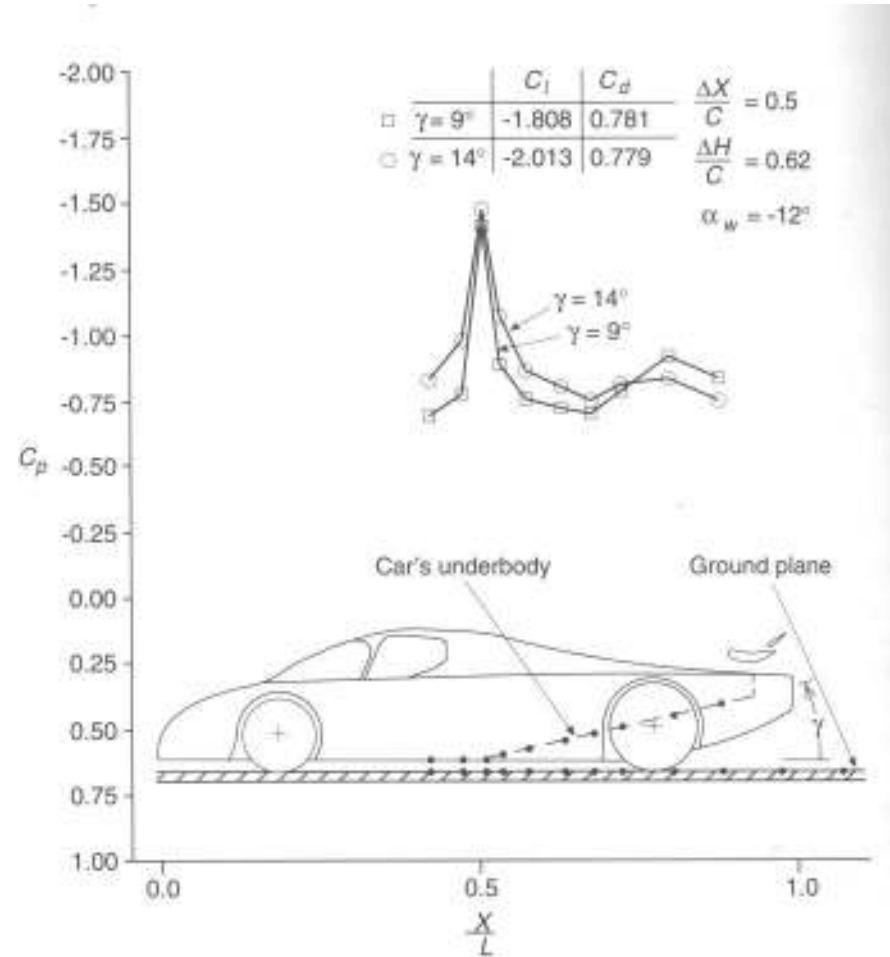 -2.00
-1.75
-1.50
-1.25
-1.00
-0.75
-0.50
-0.25
0.00
0.25
0.50
0.75
1.00
C_p
C_l C_d
γ = 9° -1.808 0.781
γ = 14° -2.013 0.779
ΔX/C = 0.5
ΔH/C = 0.62
α_w = -12°
γ = 14°
γ = 9°
Car's underbody
Ground plane
γ
0.0 0.5 1.0
X/L